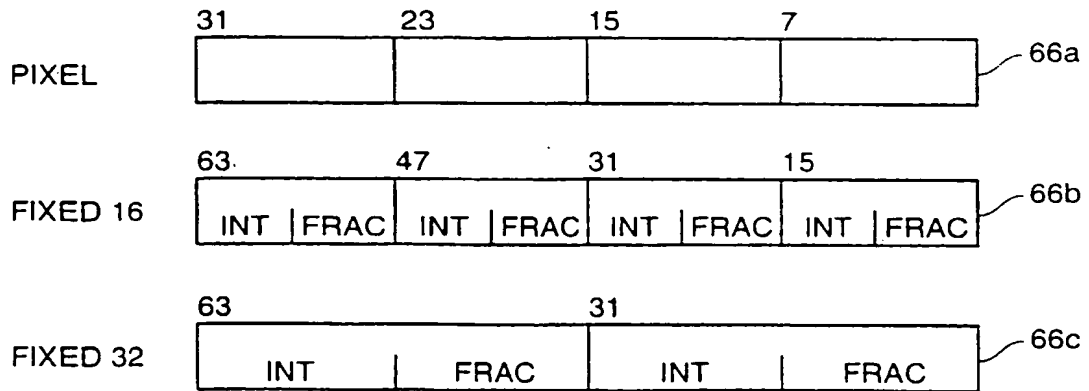 31 23 15 7
PIXEL 66a
63 47 31 15
FIXED 16 INT FRAC INT FRAC INT FRAC INT FRAC 66b
63 31
FIXED 32 INT FRAC INT FRAC 66c